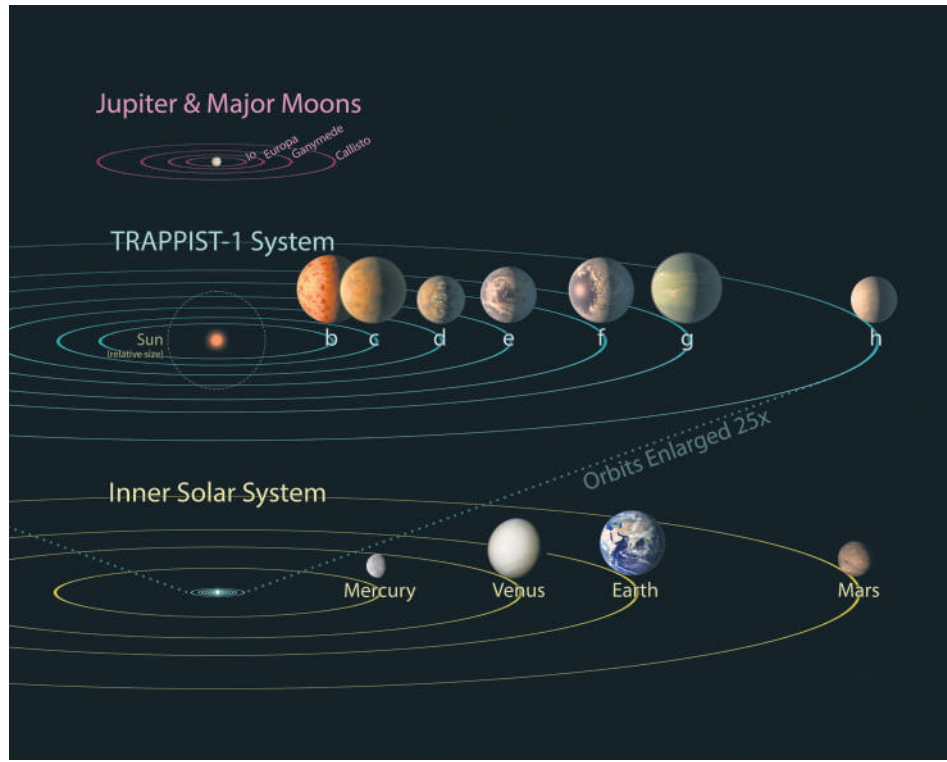 Jupiter & Major Moons
Io
Europa
Ganymede
Callisto
TRAPPIST-1 System
Sun
(relative size)
b
c
d
e
f
g
h
Orbits Enlarged 25x
Inner Solar System
Mercury
Venus
Earth
Mars